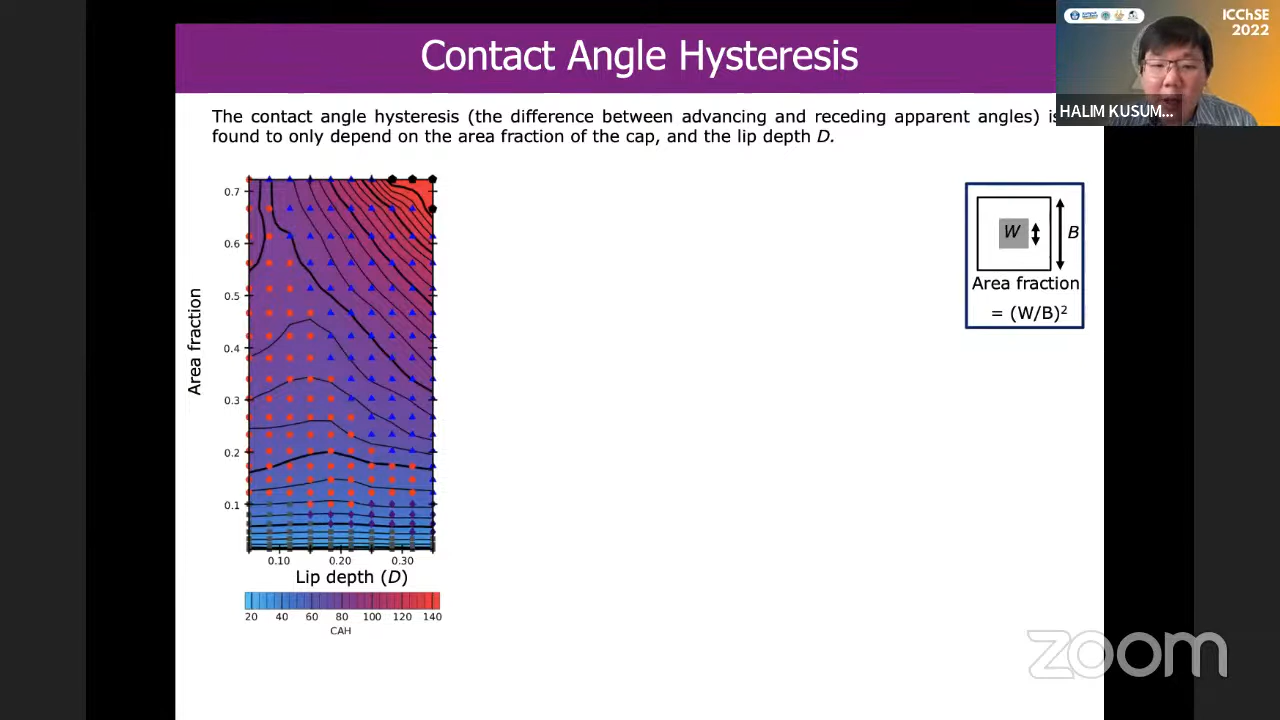 Contact Angle Hysteresis
ICChSE
2022
HALIM KUSUM...
The contact angle hysteresis (the difference between advancing and receding apparent angles) is
found to only depend on the area fraction of the cap, and the lip depth D.
0.7
0.6
0.5
0.4
0.3
0.2
0.1
Area fraction
0.10 0.20 0.30
Lip depth (D)
20 40 60 80 100 120 140
CAH
W
B
Area fraction
= (W/B)²
zoom